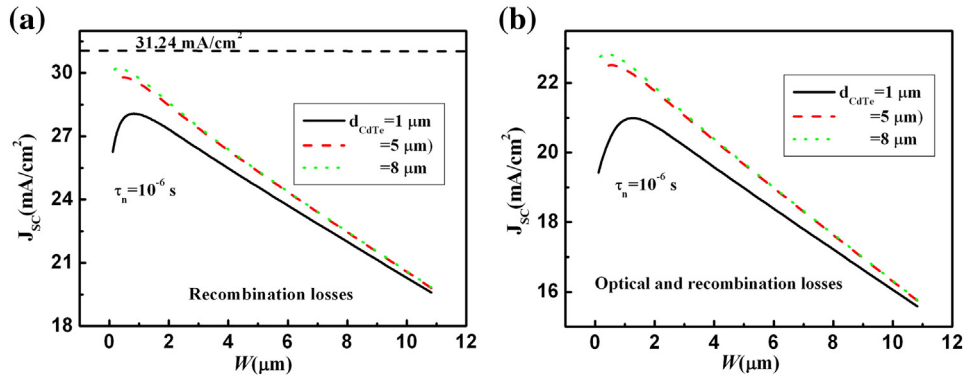 (a)
31.24 mA/cm²
30
27
24
21
18
J_SC(mA/cm²)
d_CdTe=1 μm
=5 μm)
=8 μm
τ_n=10⁻⁶ s
Recombination losses
0 2 4 6 8 10 12
W(μm)
(b)
22
20
18
16
J_SC(mA/cm²)
d_CdTe=1 μm
=5 μm)
=8 μm
τ_n=10⁻⁶ s
Optical and recombination losses
0 2 4 6 8 10 12
W(μm)